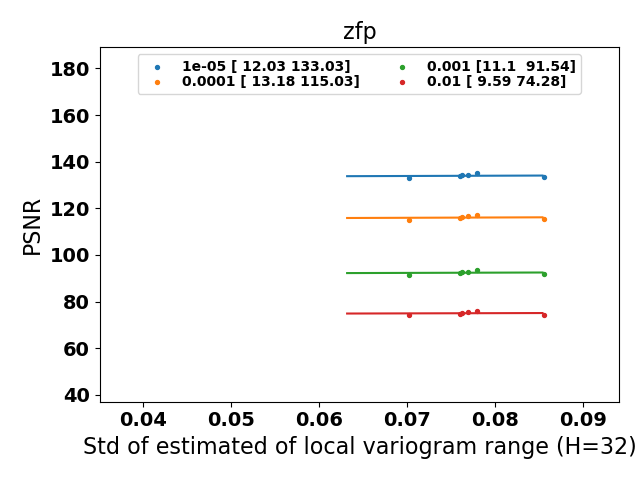 zfp
1e-05 [ 12.03 133.03]
0.0001 [ 13.18 115.03]
0.001 [11.1  91.54]
0.01 [ 9.59 74.28]
180
160
140
120
100
80
60
40
PSNR
0.04 0.05 0.06 0.07 0.08 0.09
Std of estimated of local variogram range (H=32)